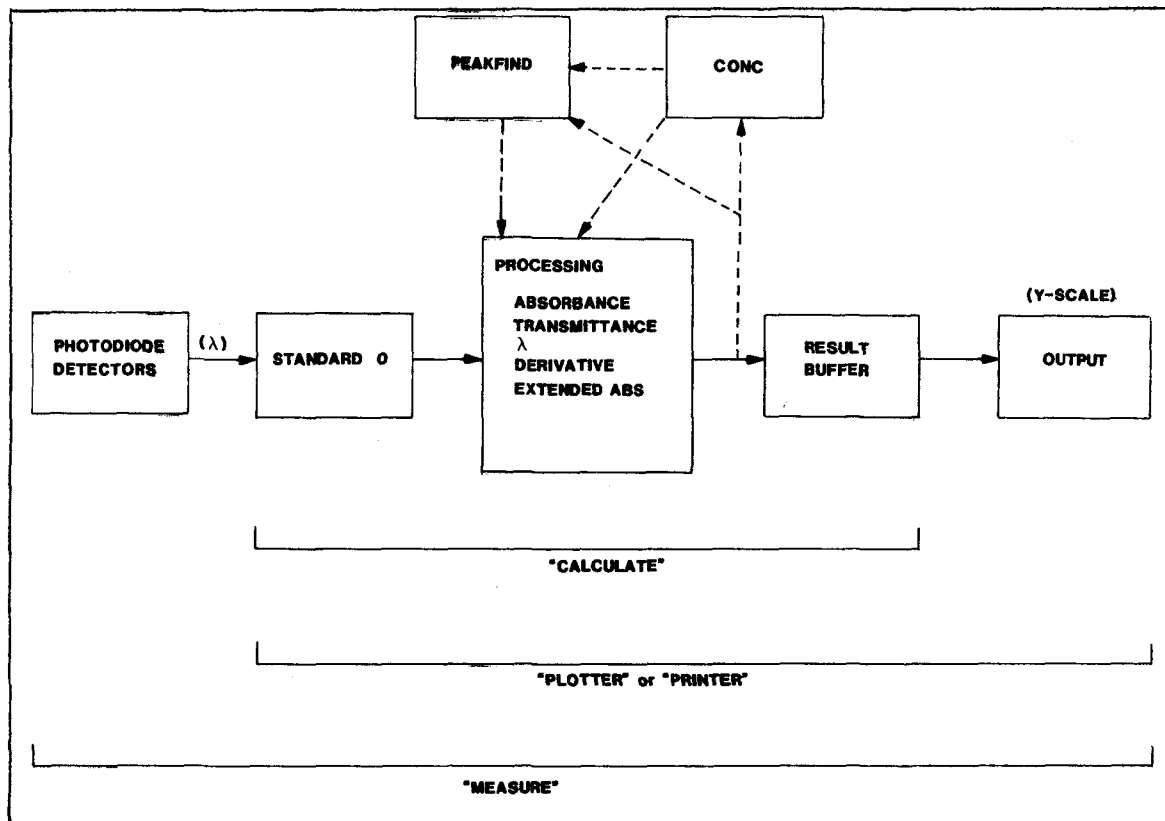 PEAKFIND
CONC
PROCESSING
ABSORBANCE
TRANSMITTANCE
λ
DERIVATIVE
EXTENDED ABS
PHOTODIODE
DETECTORS
(λ)
STANDARD 0
RESULT
BUFFER
(Y-SCALE)
OUTPUT
"CALCULATE"
"PLOTTER" or "PRINTER"
"MEASURE"